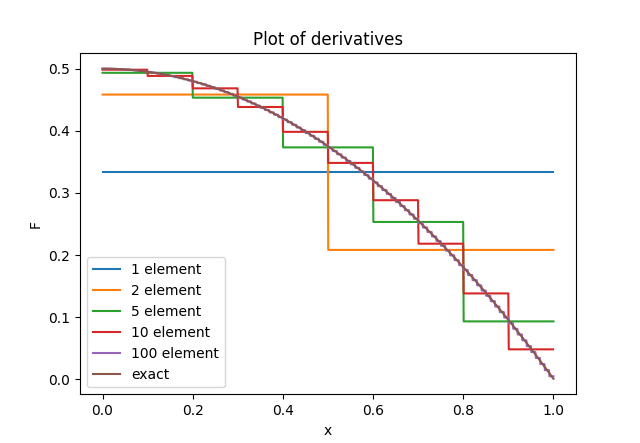 Plot of derivatives
0.5
0.4
0.3
0.2
0.1
0.0
F
1 element
2 element
5 element
10 element
100 element
exact
0.0 0.2 0.4 0.6 0.8 1.0
x